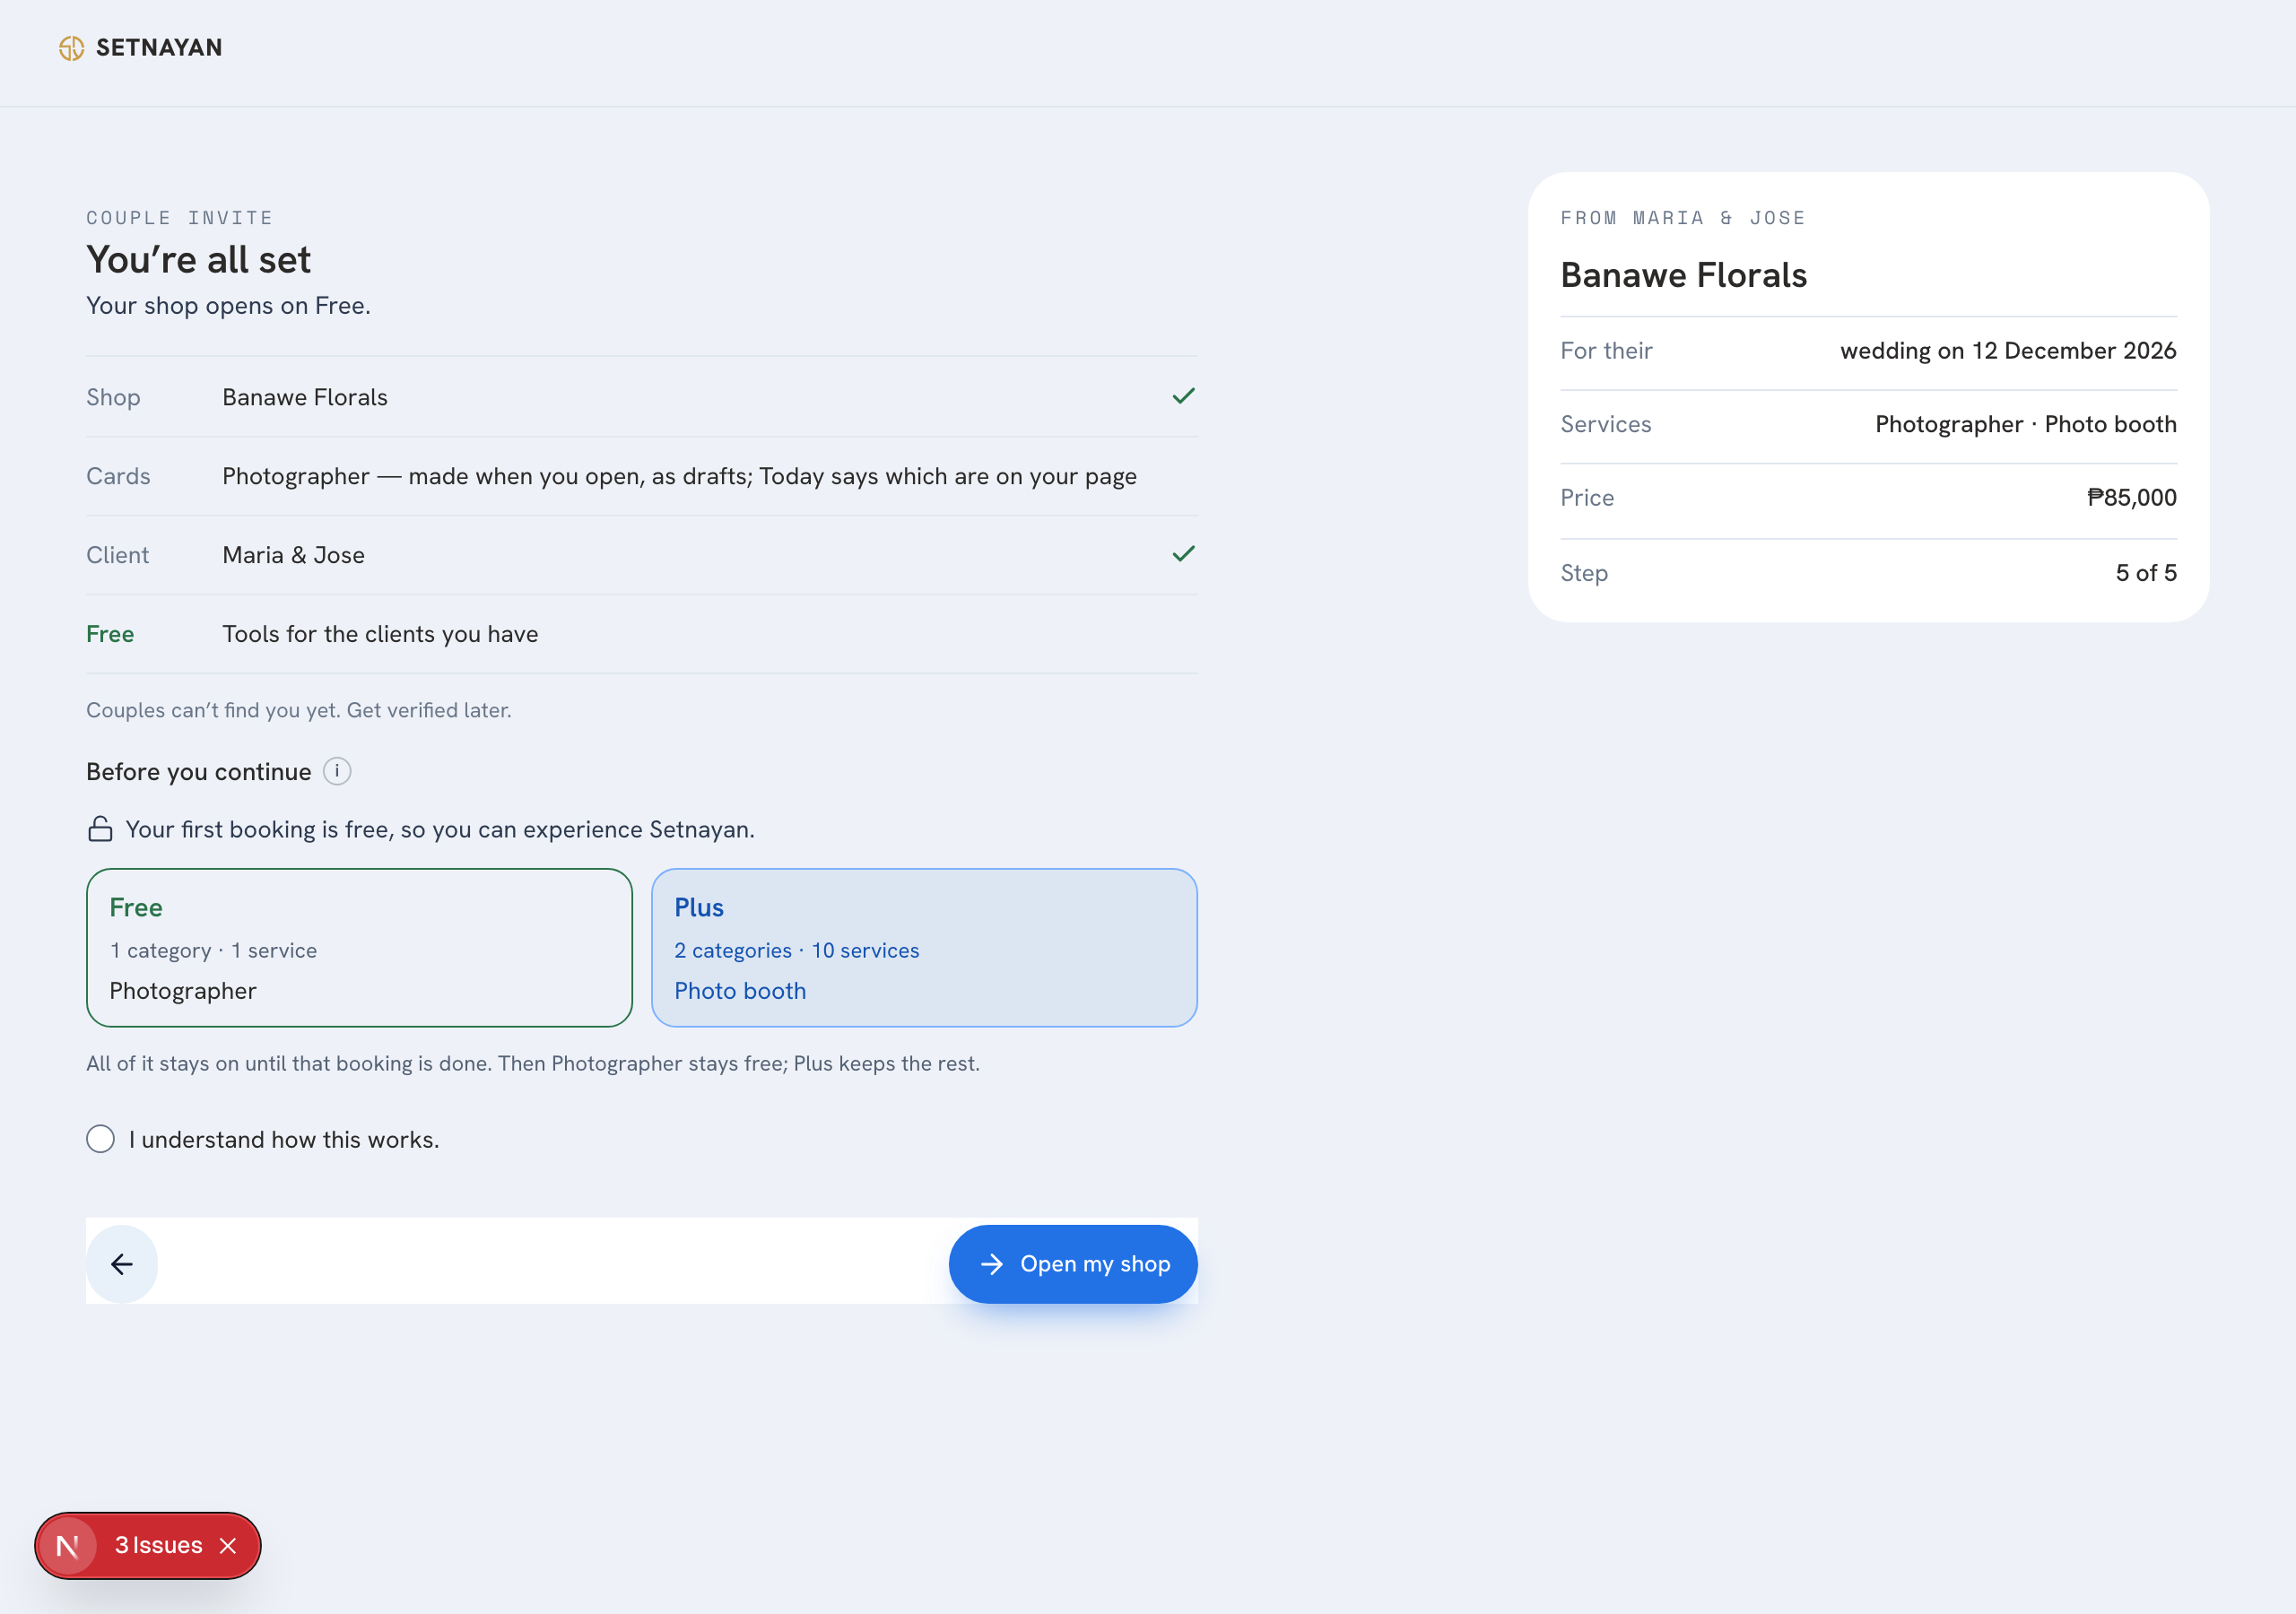 SETNAYAN
COUPLE INVITE
You’re all set
Your shop opens on Free.
Shop Banawe Florals
Cards Photographer — made when you open, as drafts; Today says which are on your page
Client Maria & Jose
Free Tools for the clients you have
Couples can’t find you yet. Get verified later.
Before you continue i
Your first booking is free, so you can experience Setnayan.
Free
1 category · 1 service
Photographer
Plus
2 categories · 10 services
Photo booth
All of it stays on until that booking is done. Then Photographer stays free; Plus keeps the rest.
I understand how this works.
Open my shop
FROM MARIA & JOSE
Banawe Florals
For their wedding on 12 December 2026
Services Photographer · Photo booth
Price ₱85,000
Step 5 of 5
N 3 Issues